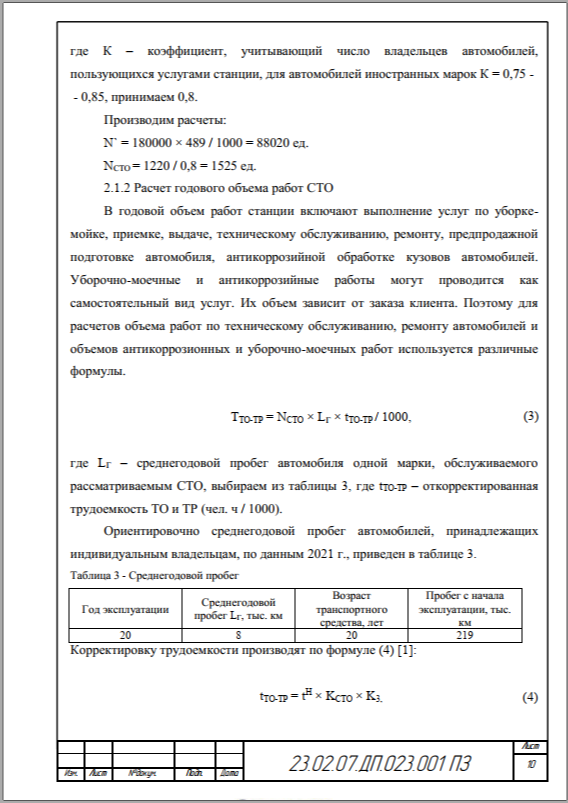 где К – коэффициент, учитывающий число владельцев автомобилей,
пользующихся услугами станции, для автомобилей иностранных марок К = 0,75 -
- 0,85, принимаем 0,8.
Производим расчеты:
N` = 180000 × 489 / 1000 = 88020 ед.
NСТО = 1220 / 0,8 = 1525 ед.
2.1.2 Расчет годового объема работ СТО
В годовой объем работ станции включают выполнение услуг по уборке-
мойке, приемке, выдаче, техническому обслуживанию, ремонту, предпродажной
подготовке автомобиля, антикоррозийной обработке кузовов автомобилей.
Уборочно-моечные и антикоррозийные работы могут проводится как
самостоятельный вид услуг. Их объем зависит от заказа клиента. Поэтому для
расчетов объема работ по техническому обслуживанию, ремонту автомобилей и
объемов антикоррозионных и уборочно-моечных работ используется различные
формулы.
TТО-ТР = NСТО × LГ × tТО-ТР / 1000, (3)
где LГ – среднегодовой пробег автомобиля одной марки, обслуживаемого
рассматриваемым СТО, выбираем из таблицы 3, где tТО-ТР – откорректированная
трудоемкость ТО и ТР (чел. ч / 1000).
Ориентировочно среднегодовой пробег автомобилей, принадлежащих
индивидуальным владельцам, по данным 2021 г., приведен в таблице 3.
Таблица 3 - Среднегодовой пробег
Год эксплуатации
Среднегодовой
пробег LГ, тыс. км
Возраст
транспортного
средства, лет
Пробег с начала
эксплуатации, тыс.
км
20 8 20 219
Корректировку трудоемкости производят по формуле (4) [1]:
tТО-ТР = tН × KСТО × K3, (4)
Изм. Лист №докум. Подп. Дата
23.02.07.ДП.023.001 ПЗ
Лист
10